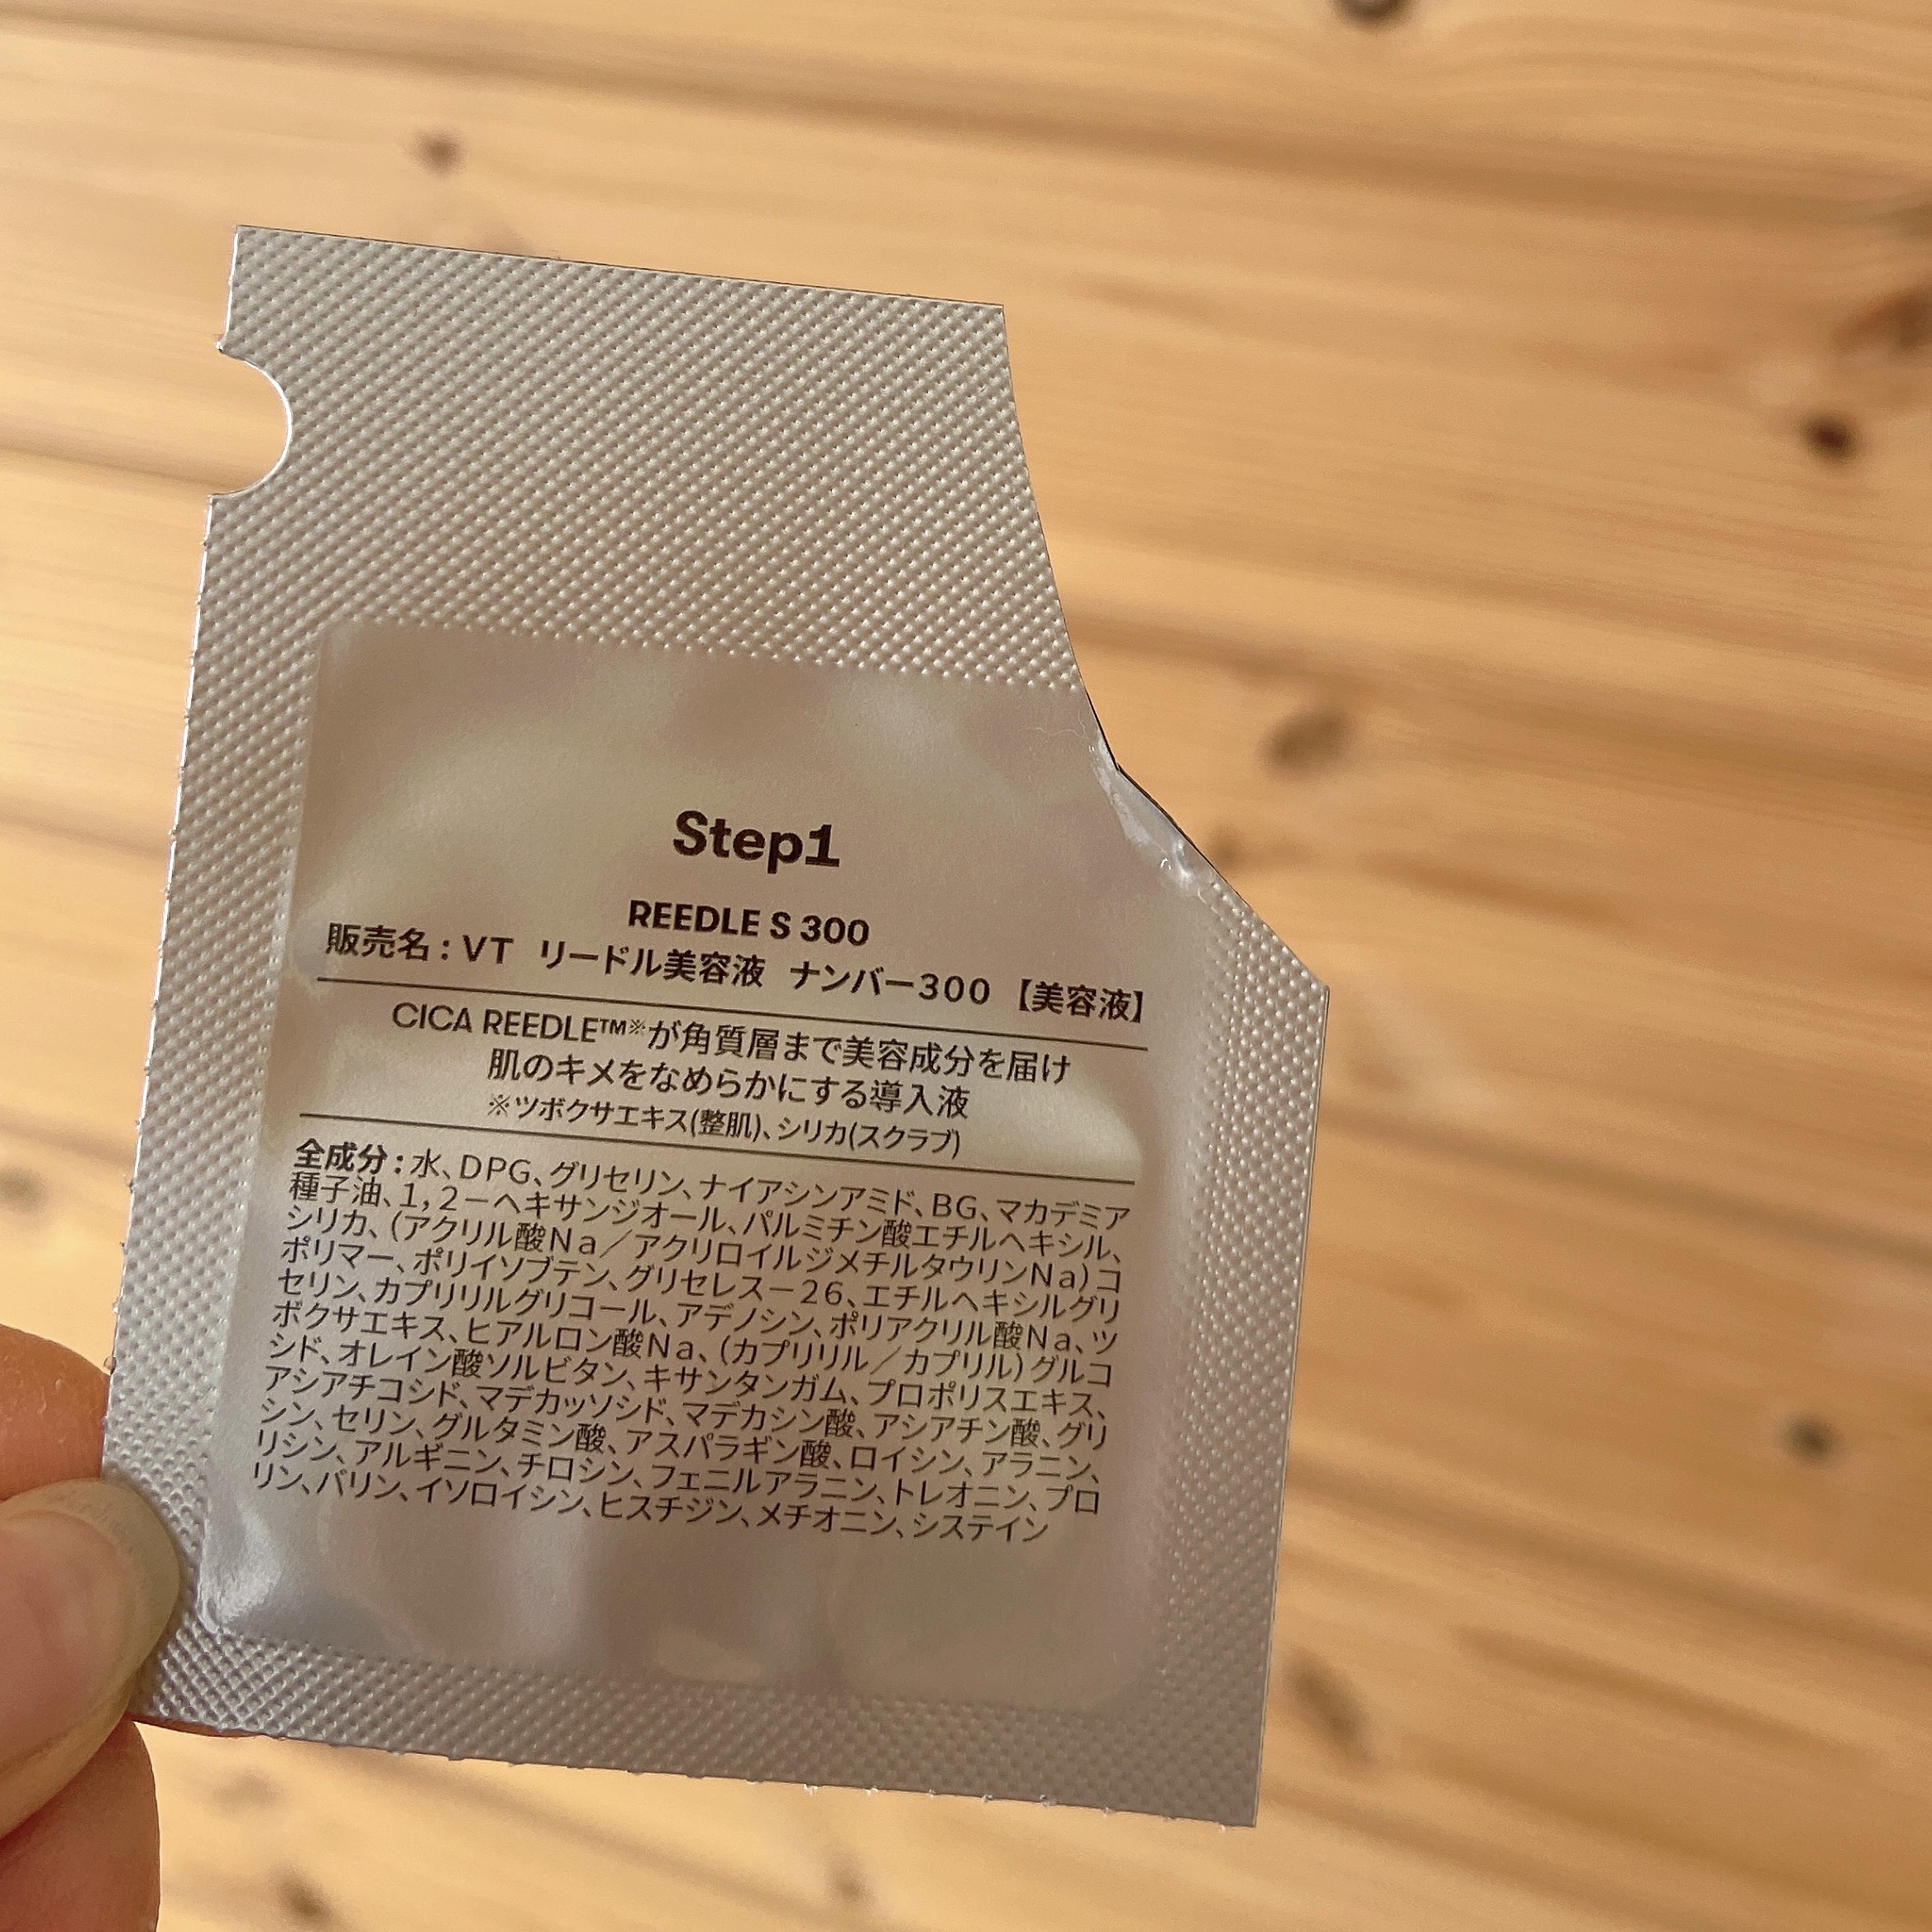 Step1
REEDLE S 300
販売名：VT リードル美容液 ナンバー300【美容液】
CICA REEDLE™※が角質層まで美容成分を届け
肌のキメをなめらかにする導入液
※ツボクサエキス(整肌)、シリカ(スクラブ)
全成分：水、DPG、グリセリン、ナイアシンアミド、BG、マカデミア
種子油、1,2－ヘキサンジオール、パルミチン酸エチルヘキシル、
シリカ、(アクリル酸Na／アクリロイルジメチルタウリンNa)コ
ポリマー、ポリイソブテン、グリセレス－26、エチルヘキシルグリ
セリン、カプリリルグリコール、アデノシン、ポリアクリル酸Na、ツ
ボクサエキス、ヒアルロン酸Na、(カプリリル／カプリル)グルコ
シド、オレイン酸ソルビタン、キサンタンガム、プロポリスエキス、
アシアチコシド、マデカッソシド、マデカシン酸、アシアチン酸、グリ
シン、セリン、グルタミン酸、アスパラギン酸、ロイシン、アラニン、
リシン、アルギニン、チロシン、フェニルアラニン、トレオニン、プロ
リン、バリン、イソロイシン、ヒスチジン、メチオニン、システイン